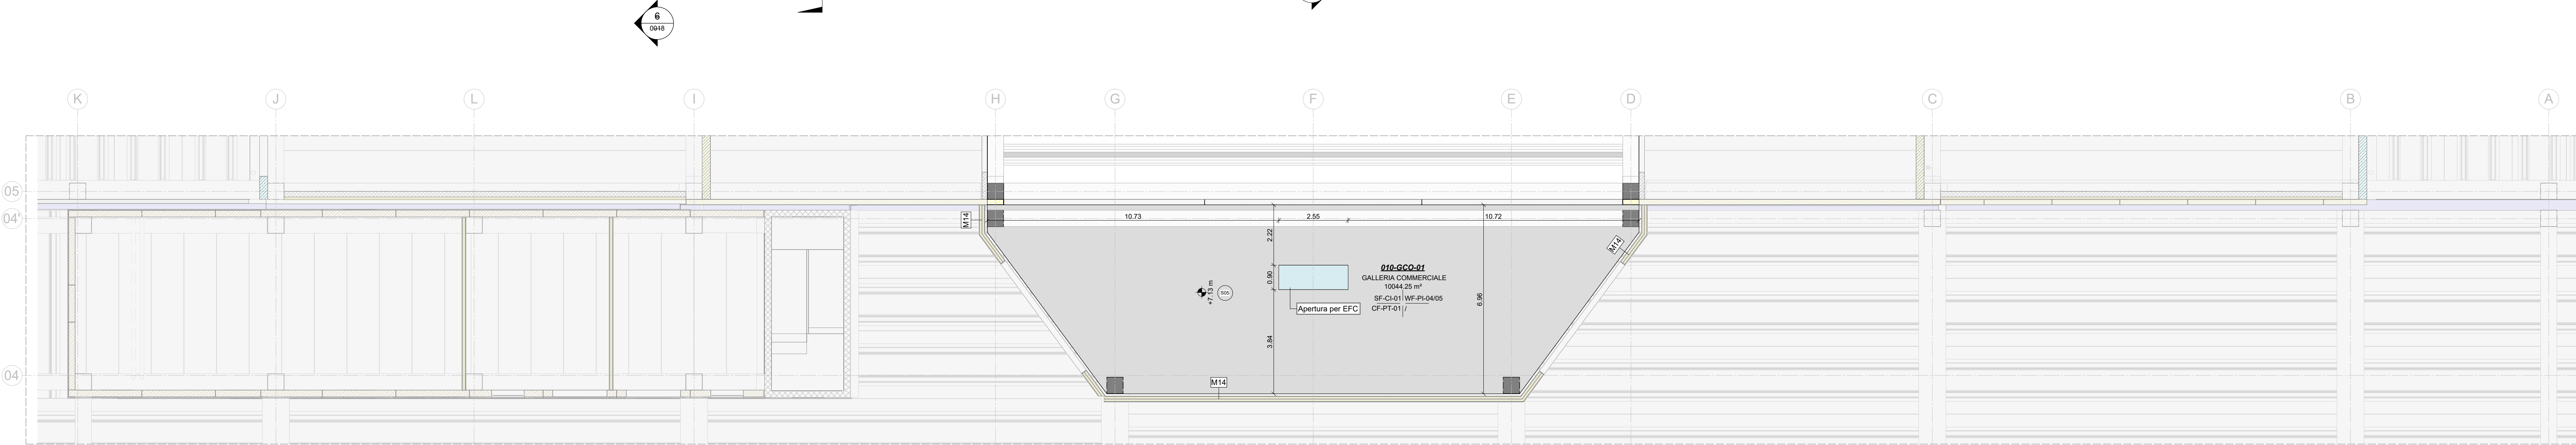 6
0018
K
J
L
I
H
G
F
E
D
C
B
A
05
04'
04
M14
10.73
2.55
10.72
2.22
0.90
3.84
6.96
M14
+7.13 m
S05
010-GCO-01
GALLERIA COMMERCIALE
10044.25 m²
SF-CI-01 WF-PI-04/05
CF-PT-01 /
Apertura per EFC
M14